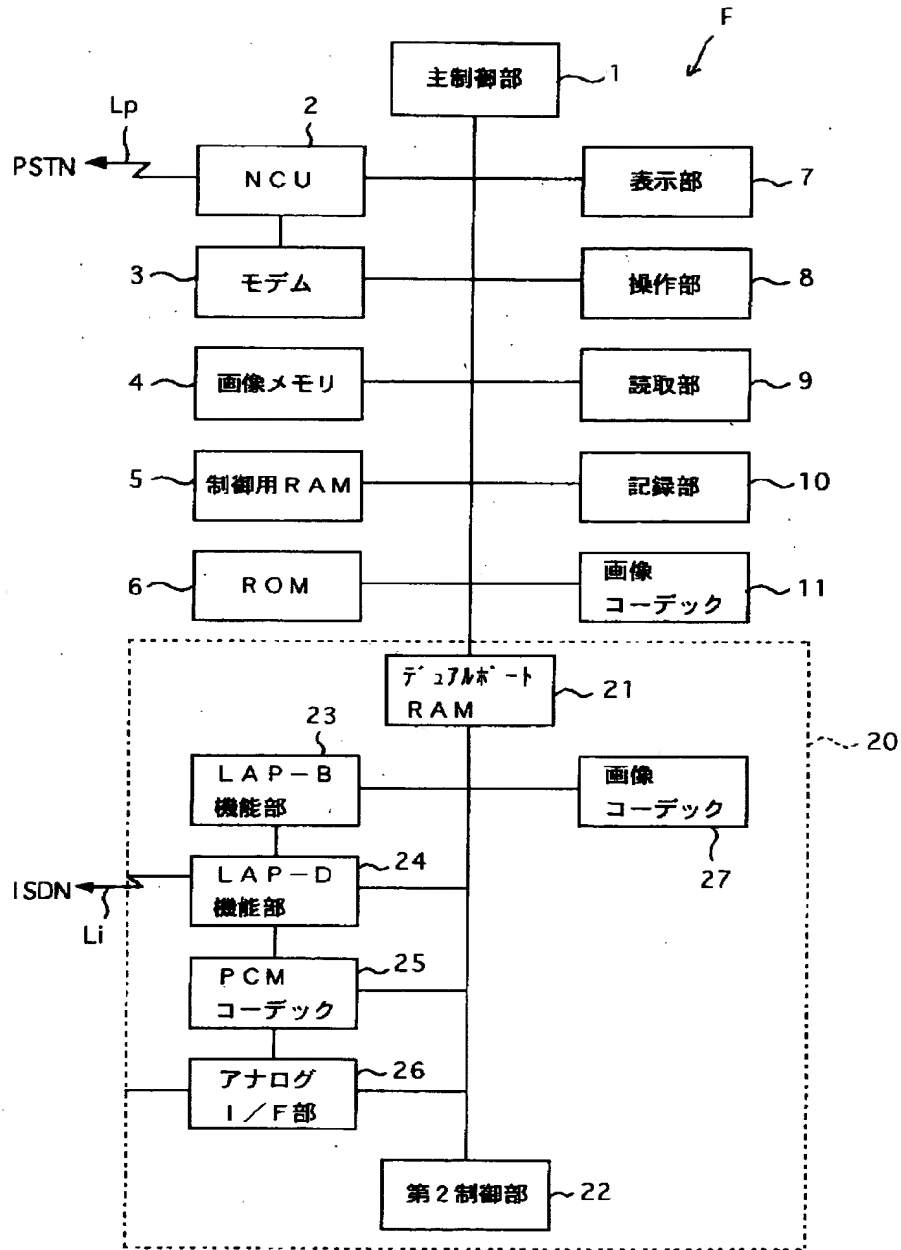 F
主制御部
1
Lp
2
PSTN
NCU
表示部
7
3
モデム
操作部
8
4
画像メモリ
読取部
9
5
制御用RAM
記録部
10
6
ROM
画像
コーデック
11
デュアルポート
RAM
21
20
23
LAP-B
機能部
画像
コーデック
27
ISDN
Li
LAP-D
機能部
24
PCM
コーデック
25
アナログ
I/F部
26
第2制御部
22